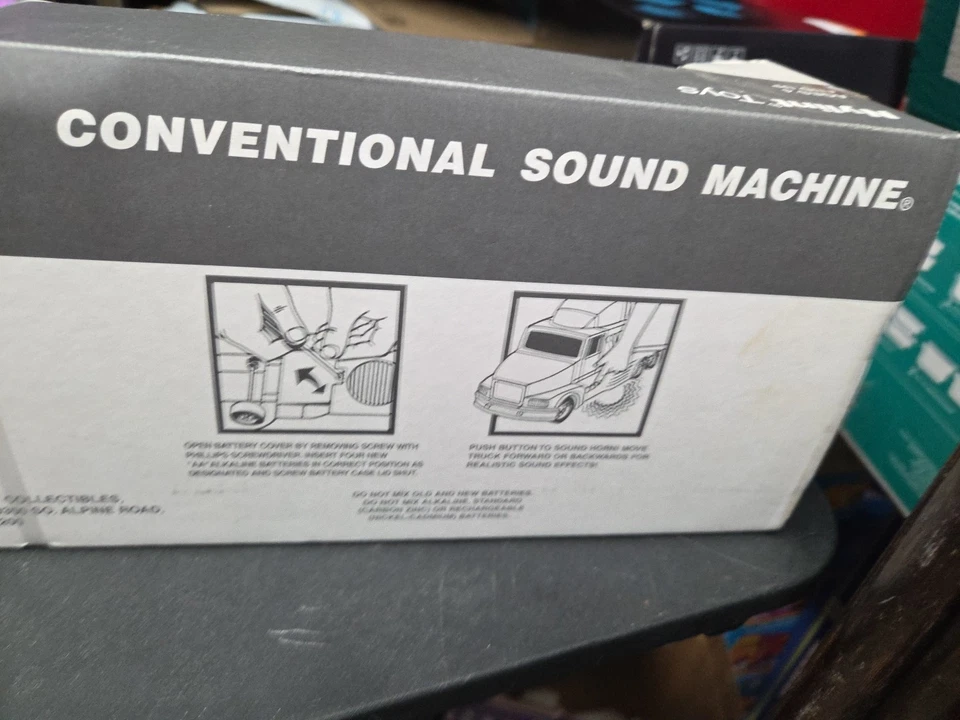 Nylint Toys
CONVENTIONAL SOUND MACHINE®
OPEN BATTERY COVER BY REMOVING SCREW WITH
PHILLIPS SCREWDRIVER. INSERT FOUR NEW
"AA" ALKALINE BATTERIES IN CORRECT POSITION AS
DESIGNATED AND SCREW BATTERY CASE LID SHUT.
PUSH BUTTON TO SOUND HORN! MOVE
TRUCK FORWARD OR BACKWARDS FOR
REALISTIC SOUND EFFECTS!
DO NOT MIX OLD AND NEW BATTERIES.
DO NOT MIX ALKALINE, STANDARD
(CARBON ZINC) OR RECHARGEABLE
(NICKEL-CADMIUM) BATTERIES.
COLLECTIBLES,
SO. ALPINE ROAD,